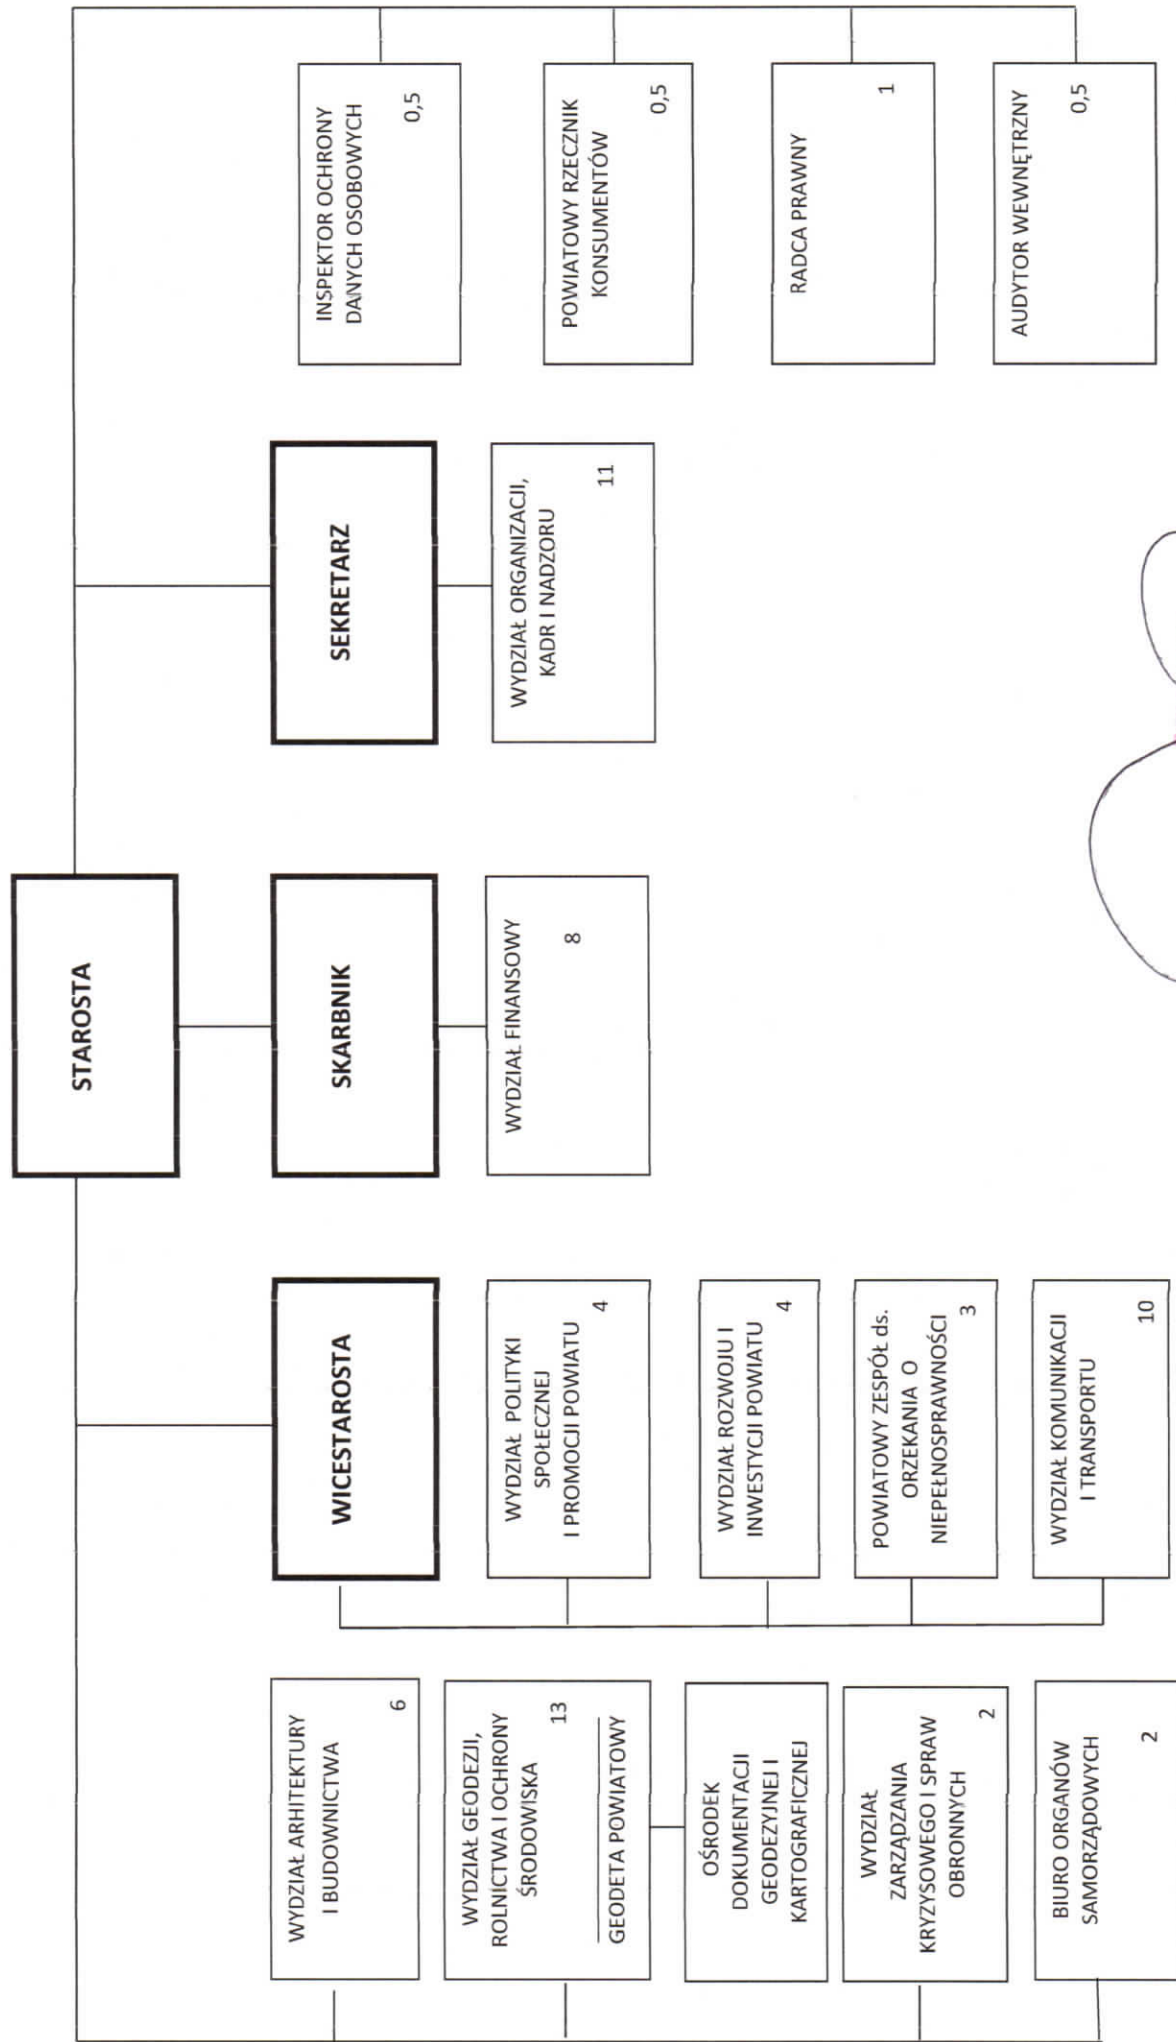 STAROSTA
WICESTAROSTA
SKARBNIK
SEKRETARZ
WYDZIAŁ ARHITEKTURY
I BUDOWNICTWA
6
WYDZIAŁ GEODEZJI,
ROLNICTWA I OCHRONY
ŚRODOWISKA
13
GEODETA POWIATOWY
OŚRODEK
DOKUMENTACJI
GEODEZYJNEJ I
KARTOGRAFICZNEJ
WYDZIAŁ
ZARZĄDZANIA
KRYZYSOWEGO I SPRAW
OBRONNYCH
2
BIURO ORGANÓW
SAMORZĄDOWYCH
2
WYDZIAŁ POLITYKI
SPOŁECZNEJ
I PROMOCJI POWIATU
4
WYDZIAŁ ROZWOJU I
INWESTYCJI POWIATU
4
POWIATOWY ZESPÓŁ ds.
ORZEKANIA O
NIEPEŁNOSPRAWNOŚCI
3
WYDZIAŁ KOMUNIKACJI
I TRANSPORTU
10
WYDZIAŁ FINANSOWY
8
WYDZIAŁ ORGANIZACJI,
KADR I NADZORU
11
INSPEKTOR OCHRONY
DANYCH OSOBOWYCH
0,5
POWIATOWY RZECZNIK
KONSUMENTÓW
0,5
RADCA PRAWNY
1
AUDYTOR WEWNĘTRZNY
0,5